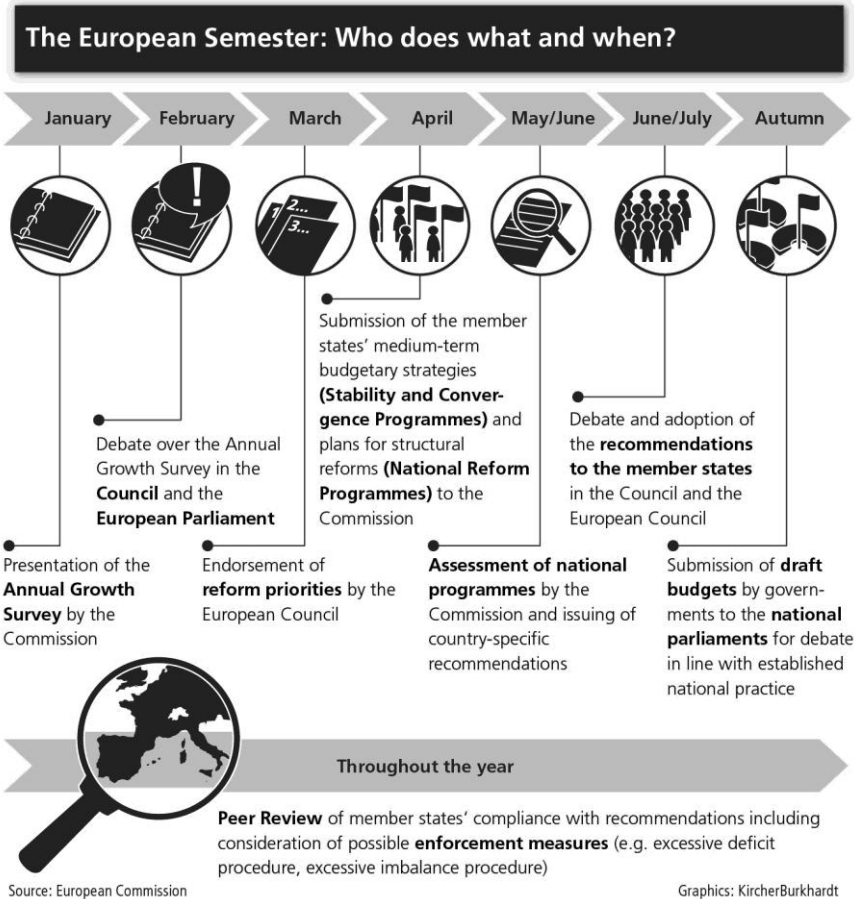 The European Semester: Who does what and when?
January
February
March
April
May/June
June/July
Autumn
!
1
2...
3...
Presentation of the
Annual Growth
Survey by the
Commission
Debate over the Annual
Growth Survey in the
Council and the
European Parliament
Endorsement of
reform priorities by the
European Council
Submission of the member
states’ medium-term
budgetary strategies
(Stability and Conver-
gence Programmes) and
plans for structural
reforms (National Reform
Programmes) to the
Commission
Assessment of national
programmes by the
Commission and issuing of
country-specific
recommendations
Debate and adoption of
the recommendations
to the member states
in the Council and the
European Council
Submission of draft
budgets by govern-
ments to the national
parliaments for debate
in line with established
national practice
Throughout the year
Peer Review of member states‘ compliance with recommendations including
consideration of possible enforcement measures (e.g. excessive deficit
procedure, excessive imbalance procedure)
Source: European Commission
Graphics: KircherBurkhardt